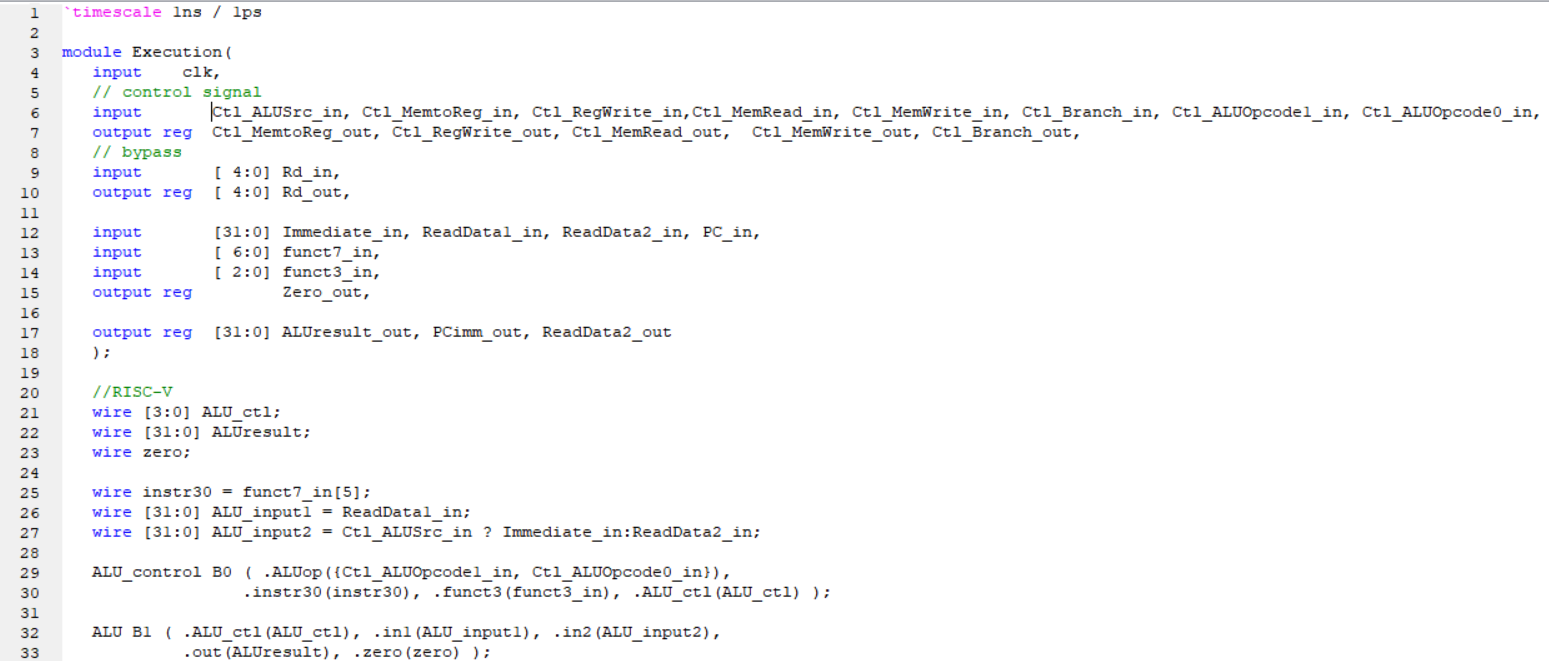 1 `timescale 1ns / 1ps
2
3 module Execution(
4 input clk,
5 // control signal
6 input Ctl_ALUSrc_in, Ctl_MemtoReg_in, Ctl_RegWrite_in,Ctl_MemRead_in, Ctl_MemWrite_in, Ctl_Branch_in, Ctl_ALUOpcode1_in, Ctl_ALUOpcode0_in,
7 output reg Ctl_MemtoReg_out, Ctl_RegWrite_out, Ctl_MemRead_out, Ctl_MemWrite_out, Ctl_Branch_out,
8 // bypass
9 input [ 4:0] Rd_in,
10 output reg [ 4:0] Rd_out,
11
12 input [31:0] Immediate_in, ReadData1_in, ReadData2_in, PC_in,
13 input [ 6:0] funct7_in,
14 input [ 2:0] funct3_in,
15 output reg Zero_out,
16
17 output reg [31:0] ALUresult_out, PCimm_out, ReadData2_out
18 );
19
20 //RISC-V
21 wire [3:0] ALU_ctl;
22 wire [31:0] ALUresult;
23 wire zero;
24
25 wire instr30 = funct7_in[5];
26 wire [31:0] ALU_input1 = ReadData1_in;
27 wire [31:0] ALU_input2 = Ctl_ALUSrc_in ? Immediate_in:ReadData2_in;
28
29 ALU_control B0 ( .ALUop({Ctl_ALUOpcode1_in, Ctl_ALUOpcode0_in}),
30 .instr30(instr30), .funct3(funct3_in), .ALU_ctl(ALU_ctl) );
31
32 ALU B1 ( .ALU_ctl(ALU_ctl), .in1(ALU_input1), .in2(ALU_input2),
33 .out(ALUresult), .zero(zero) );